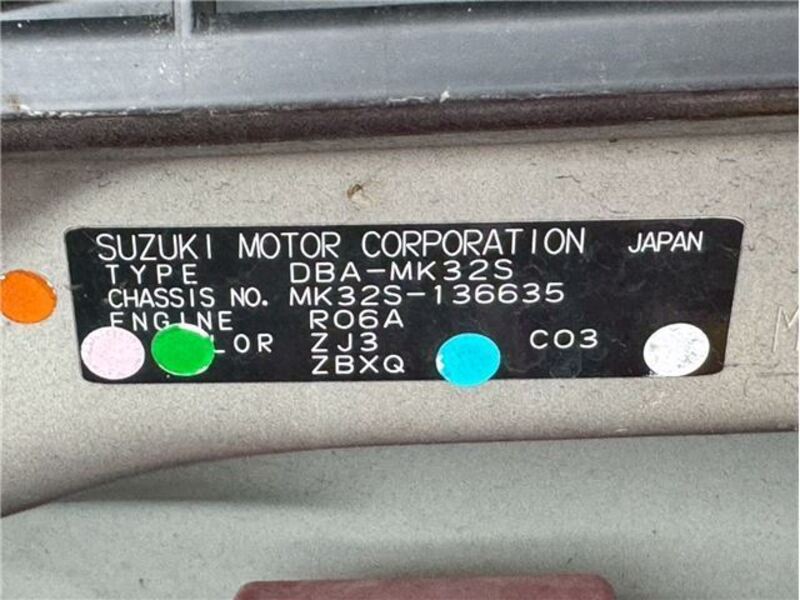 SUZUKI MOTOR CORPORATION JAPAN
TYPE DBA-MK32S
CHASSIS NO. MK32S-136635
ENGINE R06A
LOR ZJ3 C03
ZBXQ
M